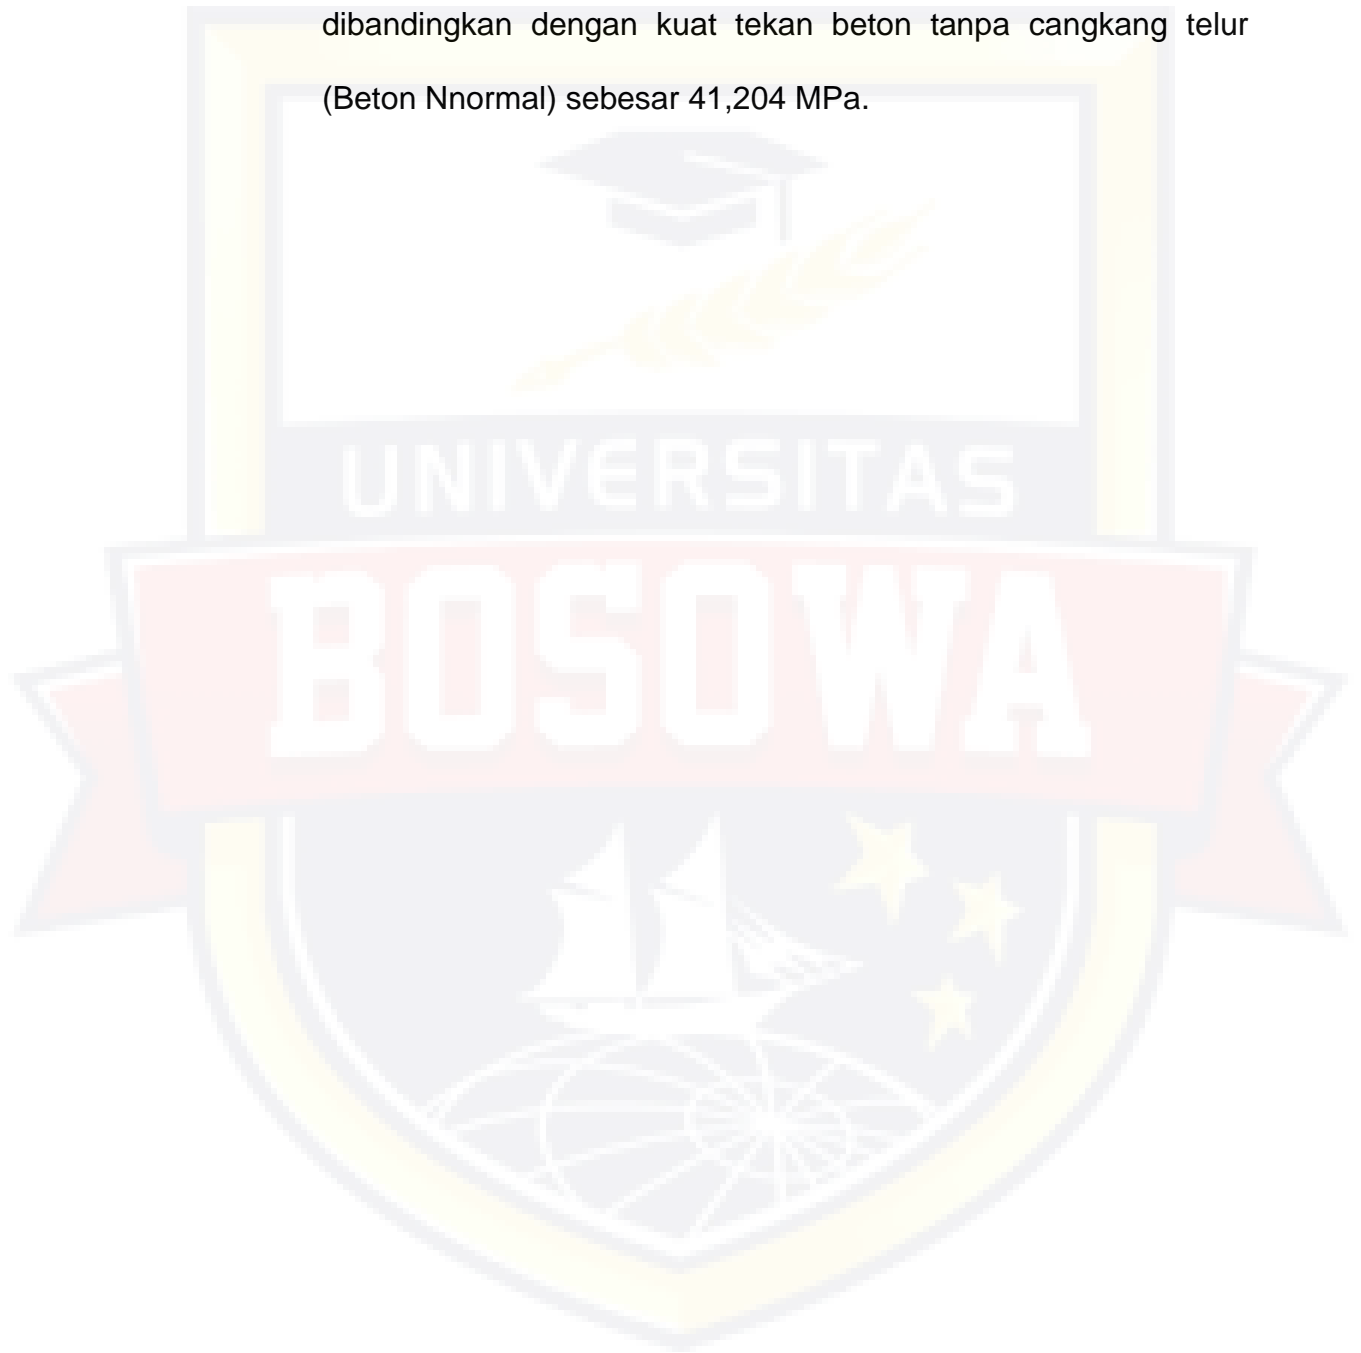 dibandingkan dengan kuat tekan beton tanpa cangkang telur
(Beton Nnormal) sebesar 41,204 MPa.
UNIVERSITAS
BOSOWA